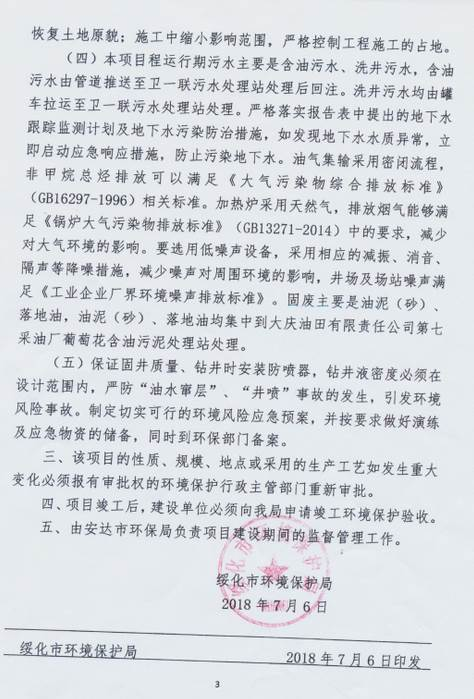 恢复土地原貌；施工中缩小影响范围，严格控制工程施工的占地。
（四）本项目程运行期污水主要是含油污水、洗井污水，含油
污水由管道推送至卫一联污水处理站处理后回注。洗井污水均由罐
车拉运至卫一联污水处理站处理。严格落实报告表中提出的地下水
跟踪监测计划及地下水污染防治措施，如发现地下水水质异常，立
即启动应急响应措施，防止污染地下水。油气集输采用密闭流程，
非甲烷总烃排放可以满足《大气污染物综合排放标准》
（GB16297-1996）相关标准。加热炉采用天然气，排放烟气能够满
足《锅炉大气污染物排放标准》（GB13271-2014）中的要求，减少
对大气环境的影响。要选用低噪声设备，采用相应的减振、消音、
隔声等降噪措施，减少噪声对周围环境的影响，井场及场站噪声满
足《工业企业厂界环境噪声排放标准》。固废主要是油泥（砂）、
落地油，油泥（砂）、落地油均集中到大庆油田有限责任公司第七
采油厂葡萄花含油污泥处理站处理。
（五）保证固井质量、钻井时安装防喷器，钻井液密度必须在
设计范围内，严防“油水窜层”、“井喷”事故的发生，引发环境
风险事故。制定切实可行的环境风险应急预案，并按要求做好演练
及应急物资的储备，同时到环保部门备案。
三、该项目的性质、规模、地点或采用的生产工艺如发生重大
变化必须报有审批权的环境保护行政主管部门重新审批。
四、项目竣工后，建设单位必须向我局申请竣工环境保护验收。
五、由安达市环保局负责项目建设期间的监督管理工作。
绥化市环境保护局
绥化市环境保护局
2018年7月6日
绥化市环境保护局 2018年7月6日印发
3